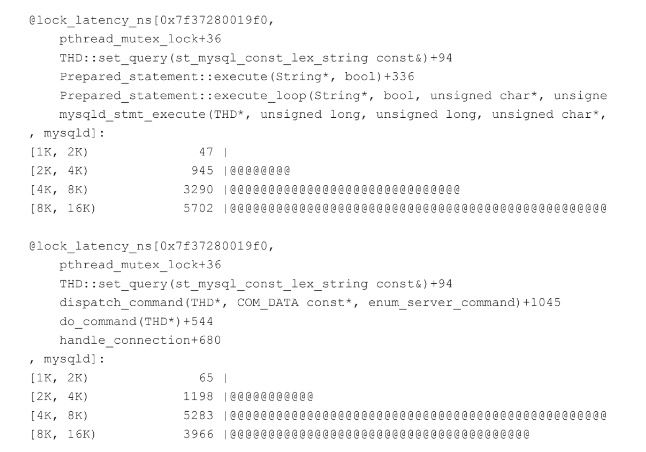 @lock_latency_ns[0x7f37280019f0,
    pthread_mutex_lock+36
    THD::set_query(st_mysql_const_lex_string const&)+94
    Prepared_statement::execute(String*, bool)+336
    Prepared_statement::execute_loop(String*, bool, unsigned char*, unsigne
    mysqld_stmt_execute(THD*, unsigned long, unsigned long, unsigned char*,
, mysqld]:
[1K, 2K)              47 |
[2K, 4K)             945 |@@@@@@@@
[4K, 8K)            3290 |@@@@@@@@@@@@@@@@@@@@@@@@@@@@@@
[8K, 16K)           5702 |@@@@@@@@@@@@@@@@@@@@@@@@@@@@@@@@@@@@@@@@@@@@@@@@@
@lock_latency_ns[0x7f37280019f0,
    pthread_mutex_lock+36
    THD::set_query(st_mysql_const_lex_string const&)+94
    dispatch_command(THD*, COM_DATA const*, enum_server_command)+1045
    do_command(THD*)+544
    handle_connection+680
, mysqld]:
[1K, 2K)              65 |
[2K, 4K)            1198 |@@@@@@@@@@@
[4K, 8K)            5283 |@@@@@@@@@@@@@@@@@@@@@@@@@@@@@@@@@@@@@@@@@@@@@@@@@
[8K, 16K)           3966 |@@@@@@@@@@@@@@@@@@@@@@@@@@@@@@@@@@@@@@@